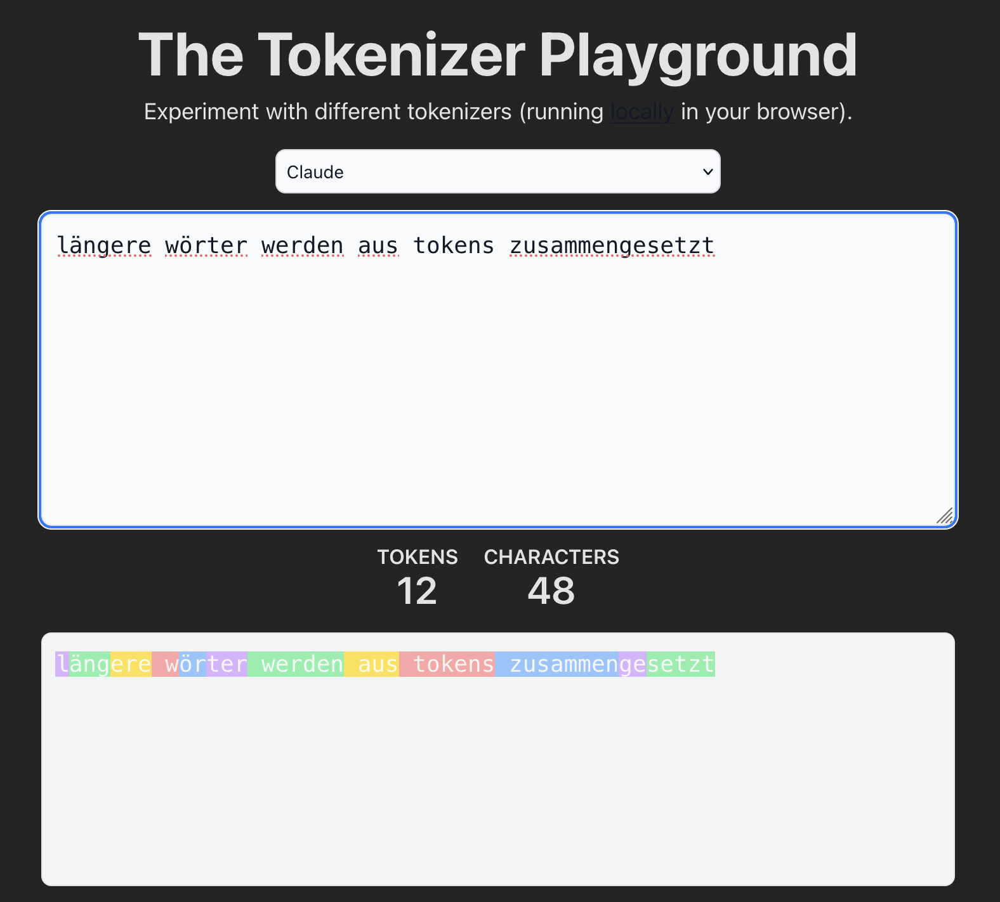 The Tokenizer Playground
Experiment with different tokenizers (running locally in your browser).
Claude
längere wörter werden aus tokens zusammengesetzt
TOKENS CHARACTERS
12 48
längere wörter werden aus tokens zusammengesetzt